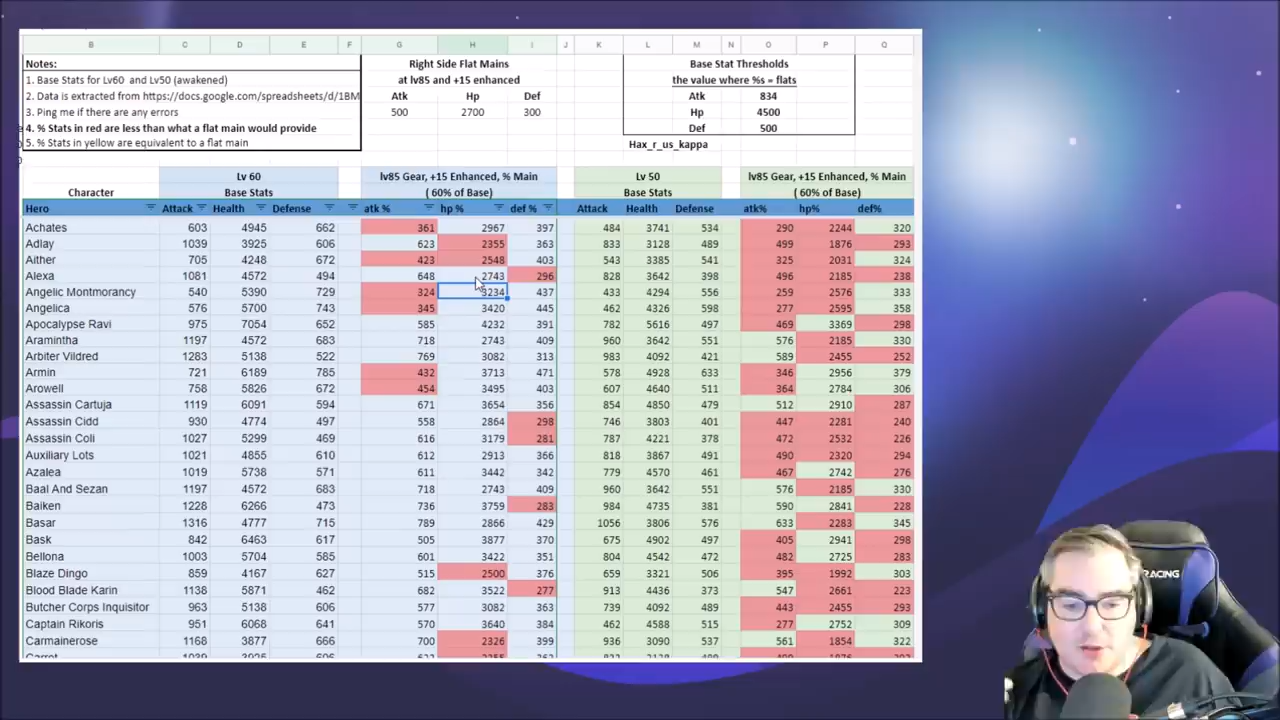 B C D E F G H I J K L M N O P Q
Notes: Right Side Flat Mains Base Stat Thresholds
1. Base Stats for Lv60 and Lv50 (awakened) at lv85 and +15 enhanced the value where %s = flats
2. Data is extracted from https://docs.google.com/spreadsheets/d/1BM Atk Hp Def Atk 834
3. Ping me if there are any errors 500 2700 300 Hp 4500
4. % Stats in red are less than what a flat main would provide Def 500
5. % Stats in yellow are equivalent to a flat main Hax_r_us_kappa
Lv 60 lv85 Gear, +15 Enhanced, % Main Lv 50 lv85 Gear, +15 Enhanced, % Main
Character Base Stats ( 60% of Base) Base Stats ( 60% of Base)
Hero Attack Health Defense atk % hp % def % Attack Health Defense atk% hp% def%
Achates 603 4945 662 361 2967 397 484 3741 534 290 2244 320
Adlay 1039 3925 606 623 2355 363 833 3128 489 499 1876 293
Aither 705 4248 672 423 2548 403 543 3385 541 325 2031 324
Alexa 1081 4572 494 648 2743 296 828 3642 398 496 2185 238
Angelic Montmorancy 540 5390 729 324 3234 437 433 4294 556 259 2576 333
Angelica 576 5700 743 345 3420 445 462 4326 598 277 2595 358
Apocalypse Ravi 975 7054 652 585 4232 391 782 5616 497 469 3369 298
Aramintha 1197 4572 683 718 2743 409 960 3642 551 576 2185 330
Arbiter Vildred 1283 5138 522 769 3082 313 983 4092 421 589 2455 252
Armin 721 6189 785 432 3713 471 578 4928 633 346 2956 379
Arowell 758 5826 672 454 3495 403 607 4640 511 364 2784 306
Assassin Cartuja 1119 6091 594 671 3654 356 854 4850 479 512 2910 287
Assassin Cidd 930 4774 497 558 2864 298 746 3803 401 447 2281 240
Assassin Coli 1027 5299 469 616 3179 281 787 4221 378 472 2532 226
Auxiliary Lots 1021 4855 610 612 2913 366 818 3867 491 490 2320 294
Azalea 1019 5738 571 611 3442 342 779 4570 461 467 2742 276
Baal And Sezan 1197 4572 683 718 2743 409 960 3642 551 576 2185 330
Baiken 1228 6266 473 736 3759 283 984 4735 381 590 2841 228
Basar 1316 4777 715 789 2866 429 1056 3806 576 633 2283 345
Bask 842 6463 617 505 3877 370 675 4902 497 405 2941 298
Bellona 1003 5704 585 601 3422 351 804 4542 472 482 2725 283
Blaze Dingo 859 4167 627 515 2500 376 659 3321 506 395 1992 303
Blood Blade Karin 1138 5871 462 682 3522 277 913 4436 373 547 2661 223
Butcher Corps Inquisitor 963 5138 606 577 3082 363 739 4092 489 443 2455 293
Captain Rikoris 951 6068 641 570 3640 384 462 4588 515 277 2752 309
Carmainerose 1168 3877 666 700 2326 399 936 3090 537 561 1854 322
RACING